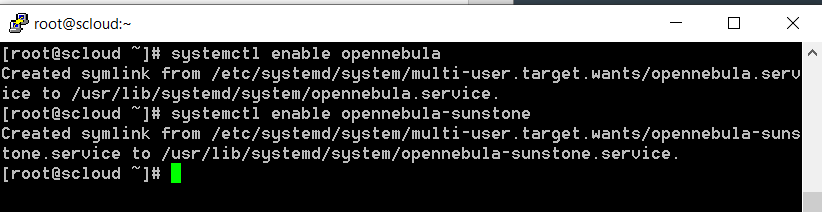 root@scloud:~
[root@scloud ~]# systemctl enable opennebula
Created symlink from /etc/systemd/system/multi-user.target.wants/opennebula.serv
ice to /usr/lib/systemd/system/opennebula.service.
[root@scloud ~]# systemctl enable opennebula-sunstone
Created symlink from /etc/systemd/system/multi-user.target.wants/opennebula-suns
tone.service to /usr/lib/systemd/system/opennebula-sunstone.service.
[root@scloud ~]#